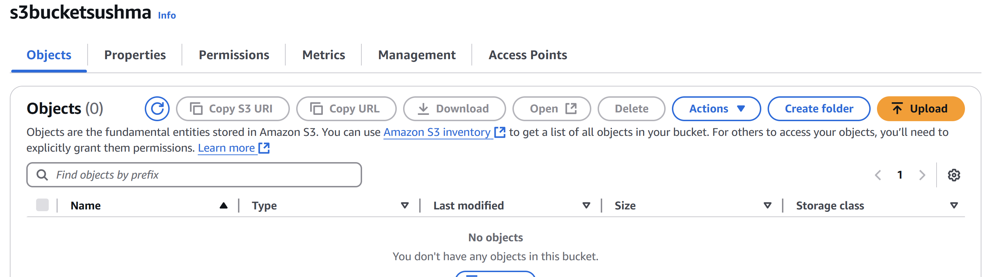 s3bucketsushma Info
Objects Properties Permissions Metrics Management Access Points
Objects (0) Copy S3 URI Copy URL Download Open Delete Actions Create folder Upload
Objects are the fundamental entities stored in Amazon S3. You can use Amazon S3 inventory to get a list of all objects in your bucket. For others to access your objects, you’ll need to
explicitly grant them permissions. Learn more
Find objects by prefix 1
Name Type Last modified Size Storage class
No objects
You don't have any objects in this bucket.